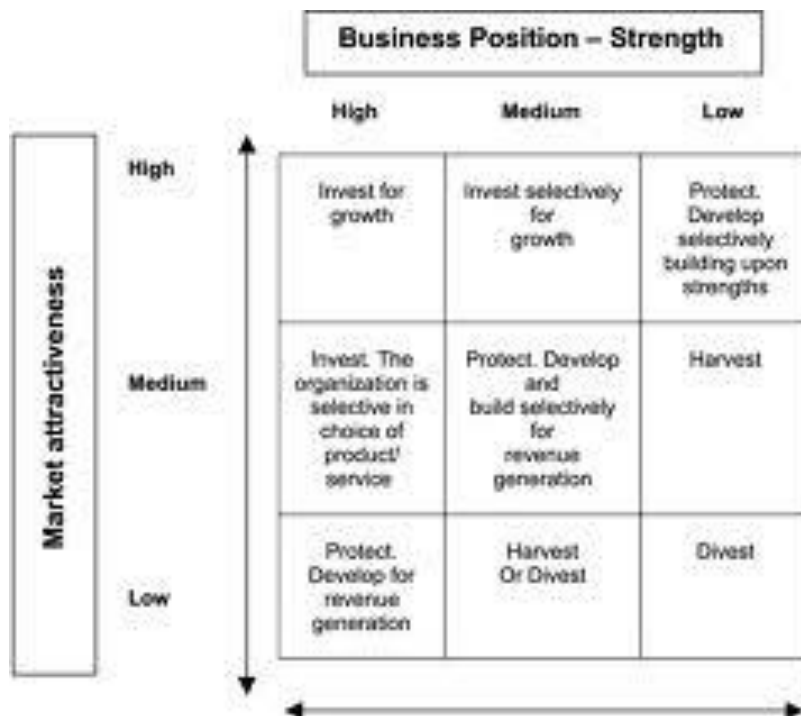 Business Position – Strength
High
Medium
Low
Market attractiveness
High
Invest for
growth
Invest selectively
for
growth
Protect.
Develop
selectively
building upon
strengths
Medium
Invest. The
organization is
selective in
choice of
product/
service
Protect. Develop
and
build selectively
for
revenue
generation
Harvest
Low
Protect.
Develop for
revenue
generation
Harvest
Or Divest
Divest